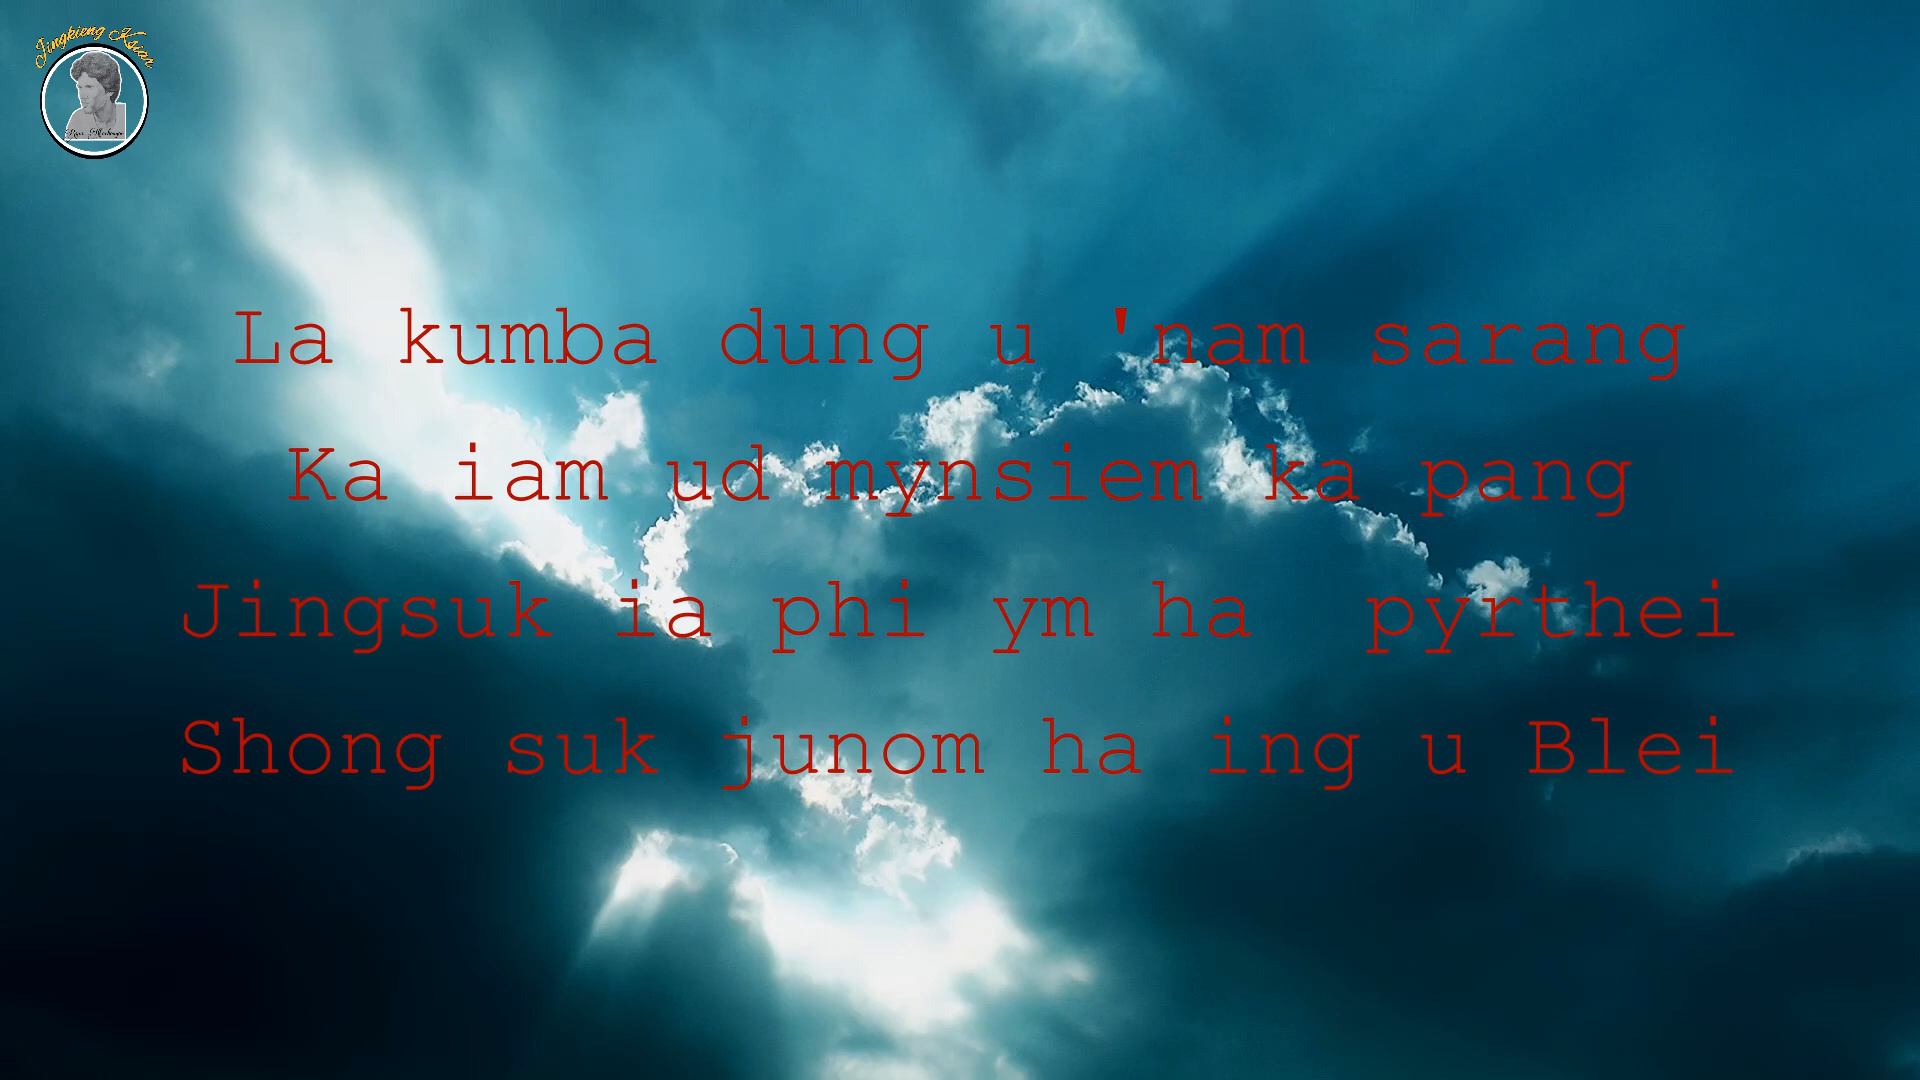 Jingkieng Ksiar
La kumba dung u 'nam sarang
Ka iam ud mynsiem ka pang
Jingsuk ia phi ym ha  pyrthei
Shong suk junom ha ing u Blei